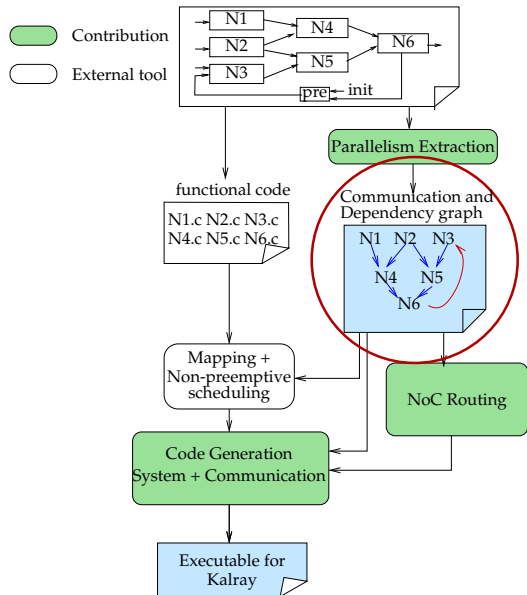 Contribution
External tool
N1
N4
N2
N6
N5
N3
pre
init
Parallelism Extraction
functional code
N1.c N2.c N3.c
N4.c N5.c N6.c
Communication and
Dependency graph
N1 N2 N3
N4 N5
N6
Mapping +
Non-preemptive
scheduling
NoC Routing
Code Generation
System + Communication
Executable for
Kalray